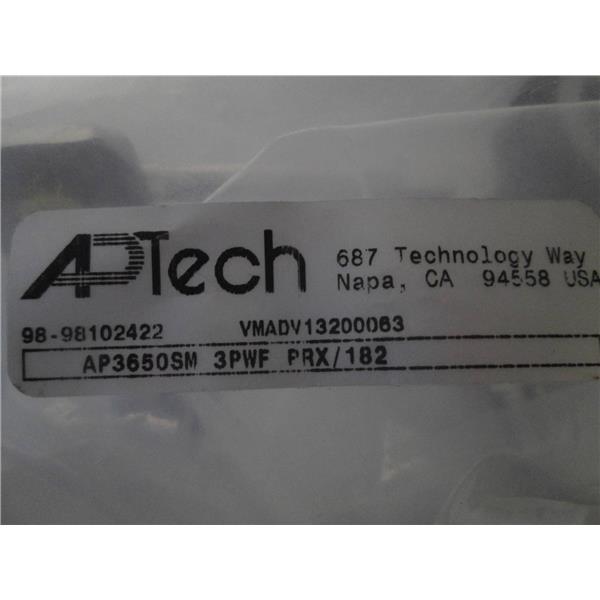 APTech
687 Technology Way
Napa, CA 94558 USA
98-98102422 VMADV13200063
AP3650SM 3PWF PRX/182